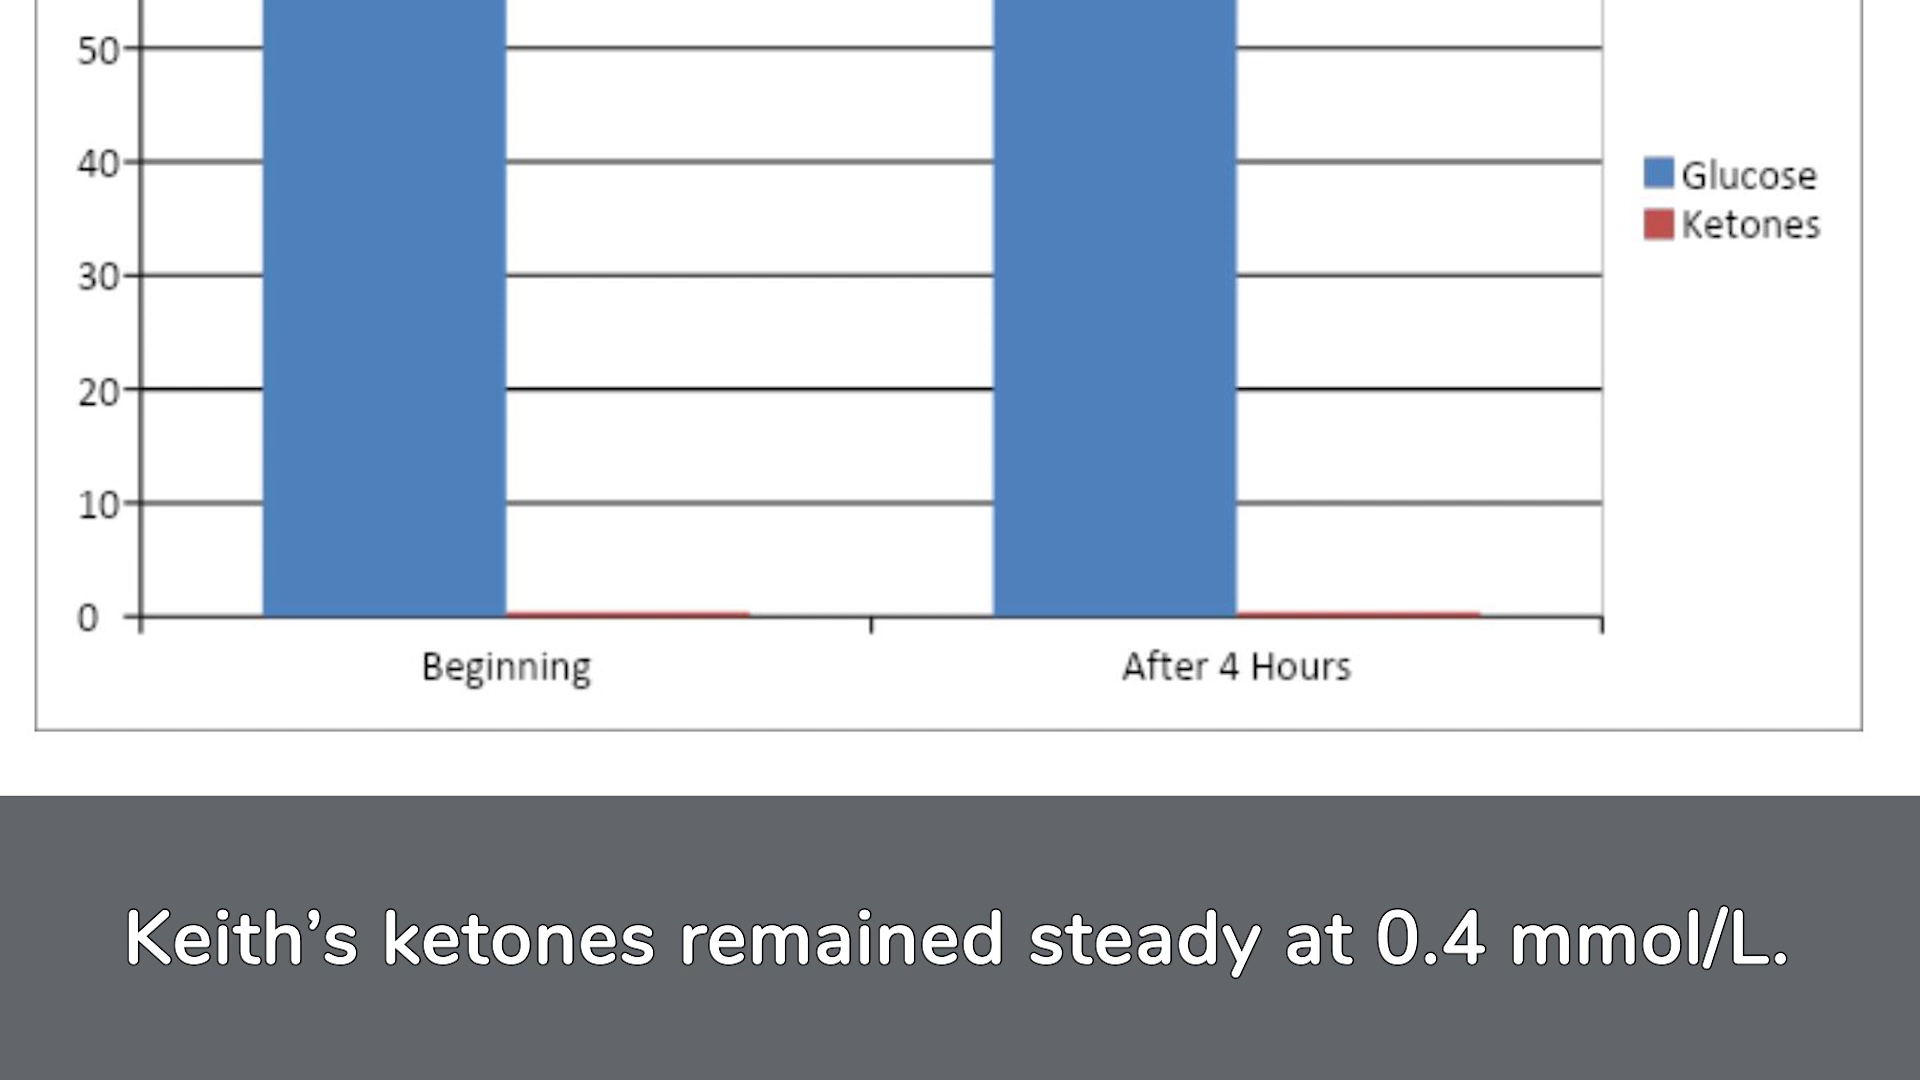 50
40
30
20
10
0
Glucose
Ketones
Beginning
After 4 Hours
Keith’s ketones remained steady at 0.4 mmol/L.